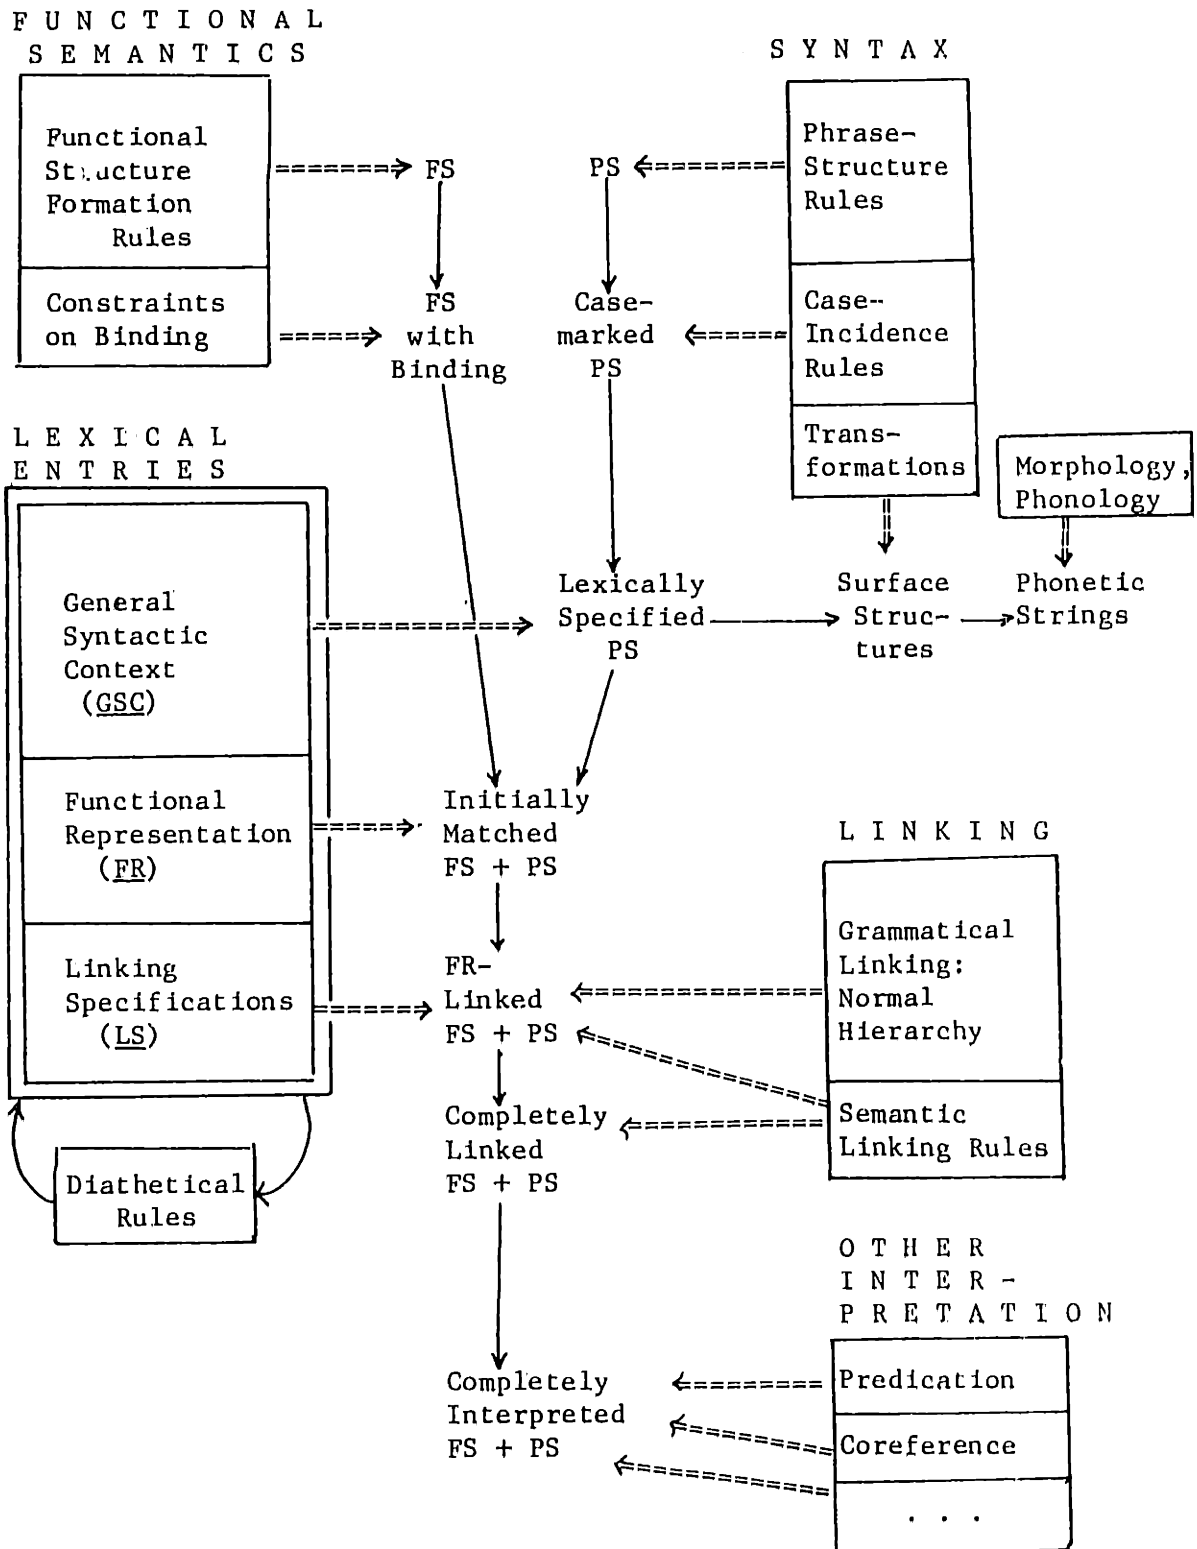 F U N C T I O N A L
S E M A N T I C S
Functional
Structure
Formation
Rules
Constraints
on Binding
FS
FS
with
Binding
S Y N T A X
PS
Case-
marked
PS
Phrase-
Structure
Rules
Case-
Incidence
Rules
Trans-
formations
Morphology,
Phonology
L E X I C A L
E N T R I E S
General
Syntactic
Context
(GSC)
Functional
Representation
(FR)
Linking
Specifications
(LS)
Diathetical
Rules
Lexically
Specified
PS
Surface
Struc-
tures
Phonetic
Strings
Initially
Matched
FS + PS
FR-
Linked
FS + PS
Completely
Linked
FS + PS
L I N K I N G
Grammatical
Linking:
Normal
Hierarchy
Semantic
Linking Rules
Completely
Interpreted
FS + PS
O T H E R
I N T E R -
P R E T A T I O N
Predication
Coreference
. . .